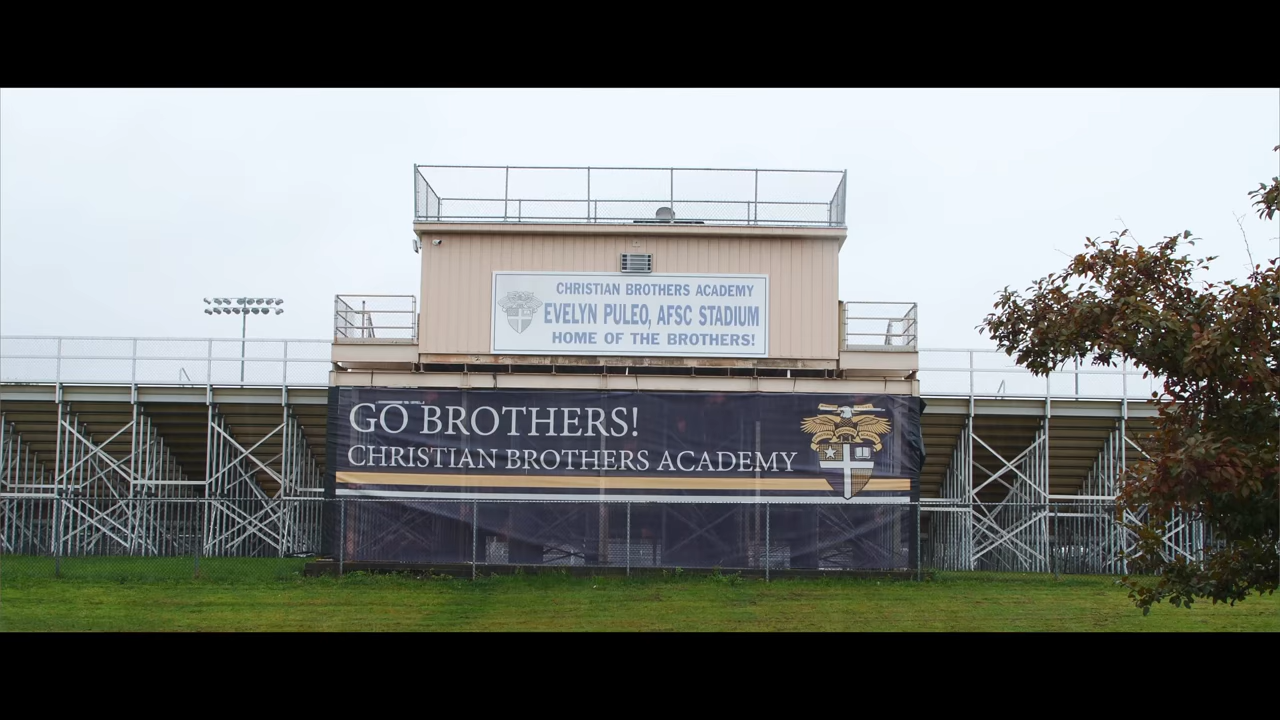 CHRISTIAN BROTHERS ACADEMY
EVELYN PULEO, AFSC STADIUM
HOME OF THE BROTHERS!
GO BROTHERS!
CHRISTIAN BROTHERS ACADEMY